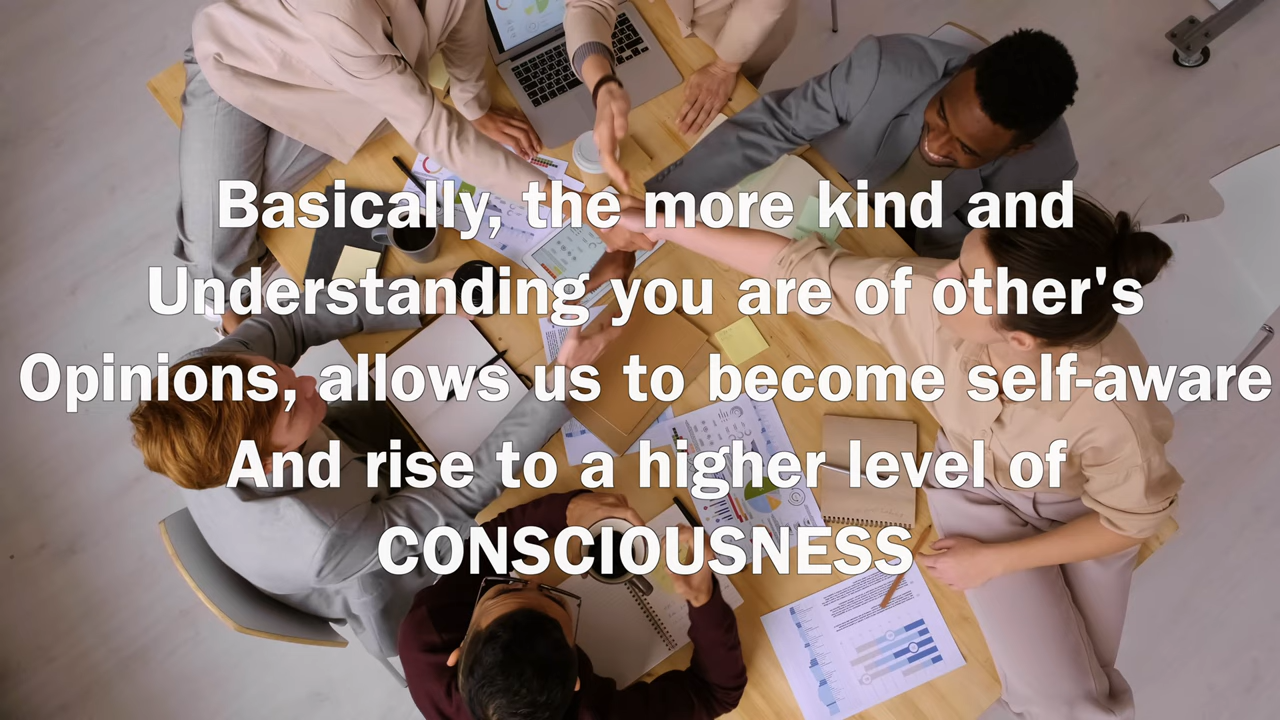 Basically, the more kind and
Understanding you are of other's
Opinions, allows us to become self-aware
And rise to a higher level of
CONSCIOUSNESS